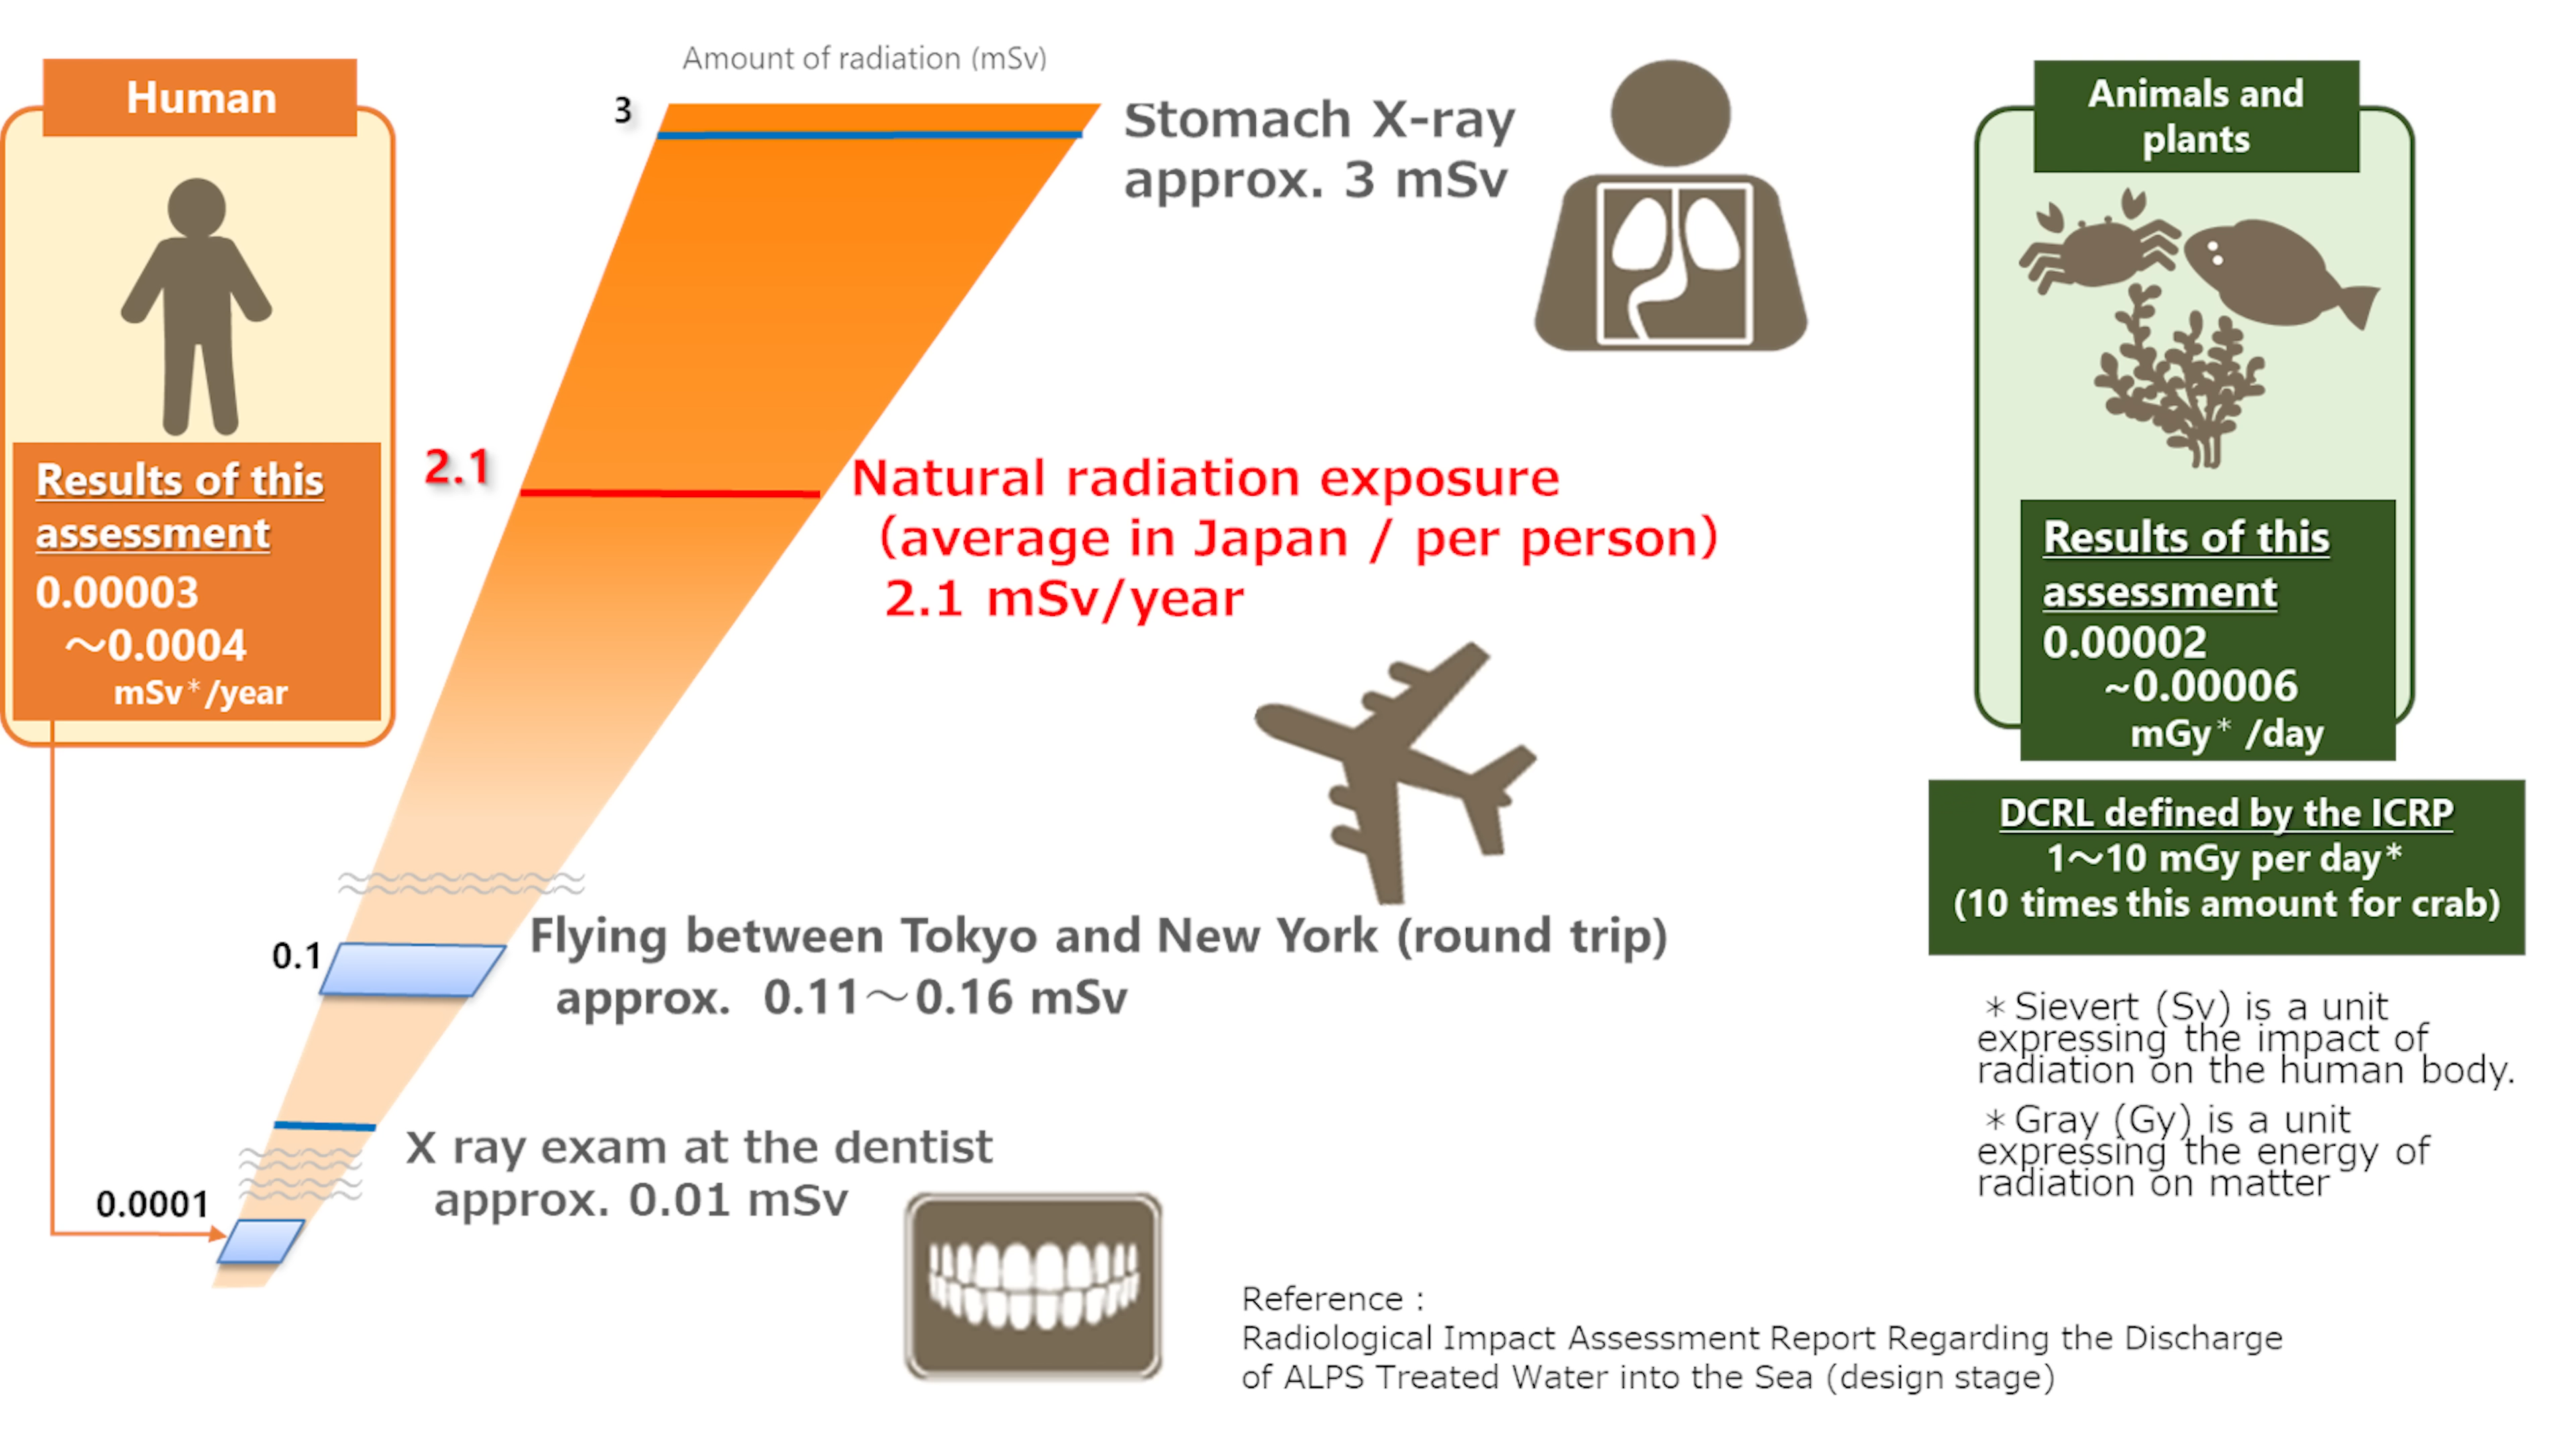 Human
Results of this
assessment
0.00003
～0.0004
mSv*/year
Amount of radiation (mSv)
3
Stomach X-ray
approx. 3 mSv
2.1
Natural radiation exposure
(average in Japan / per person)
2.1 mSv/year
0.1
Flying between Tokyo and New York (round trip)
approx. 0.11～0.16 mSv
X ray exam at the dentist
approx. 0.01 mSv
0.0001
Animals and
plants
Results of this
assessment
0.00002
~0.00006
mGy* /day
DCRL defined by the ICRP
1～10 mGy per day*
(10 times this amount for crab)
＊Sievert (Sv) is a unit
expressing the impact of
radiation on the human body.
＊Gray (Gy) is a unit
expressing the energy of
radiation on matter
Reference :
Radiological Impact Assessment Report Regarding the Discharge
of ALPS Treated Water into the Sea (design stage)